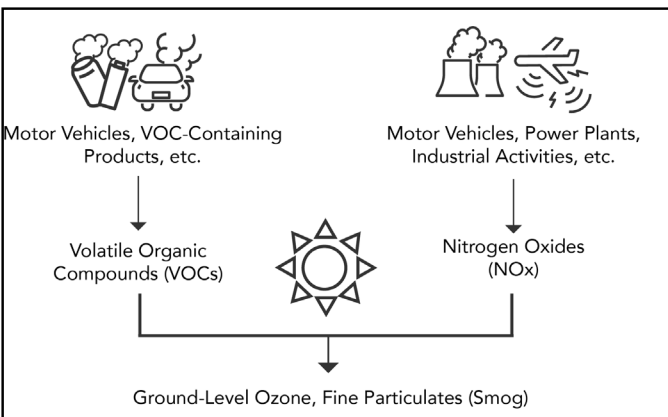 Motor Vehicles, VOC-Containing
Products, etc.
Motor Vehicles, Power Plants,
Industrial Activities, etc.
Volatile Organic
Compounds (VOCs)
Nitrogen Oxides
(NOx)
Ground-Level Ozone, Fine Particulates (Smog)